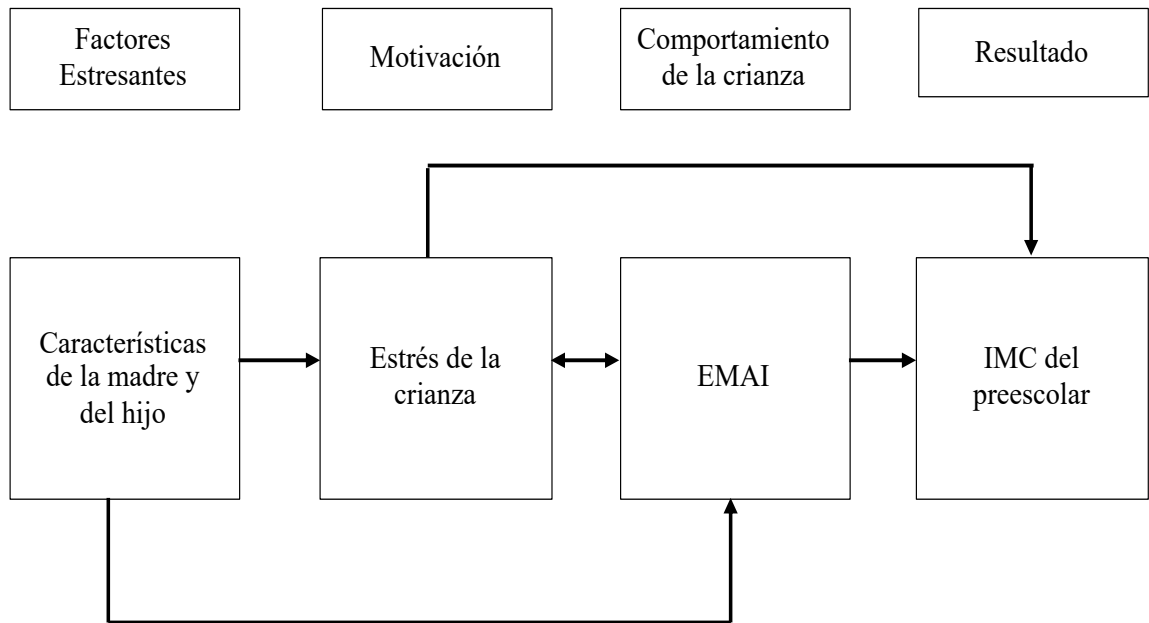 Factores
Estresantes
Motivación
Comportamiento
de la crianza
Resultado
Característícas
de la madre y
del hijo
Estrés de la
crianza
EMAI
IMC del
preescolar